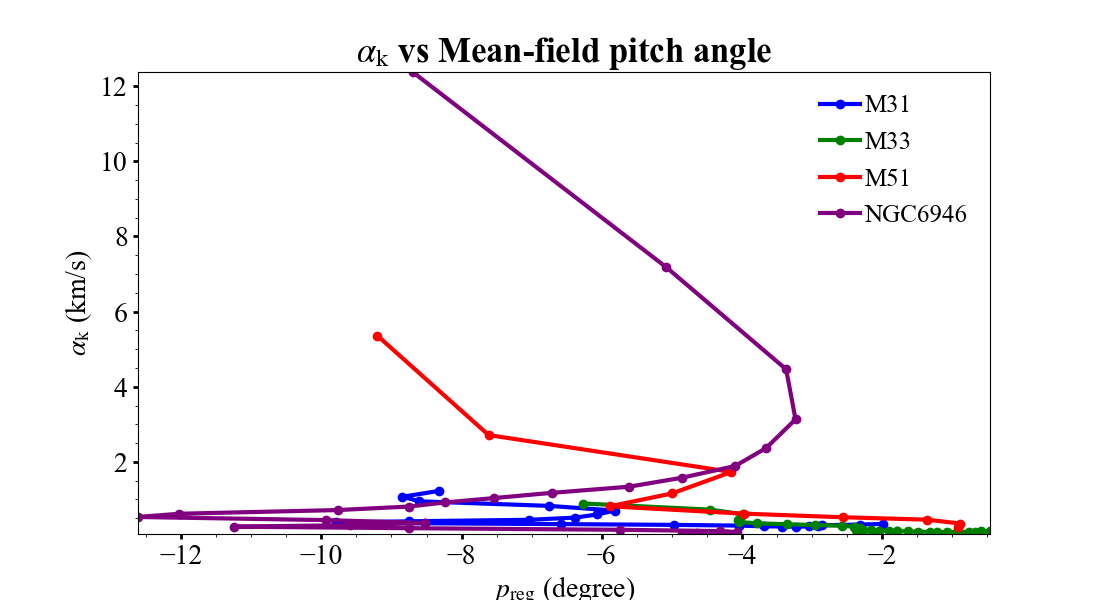 αk vs Mean-field pitch angle
αk (km/s)
12
10
8
6
4
2
M31
M33
M51
NGC6946
−12 −10 −8 −6 −4 −2
preg (degree)